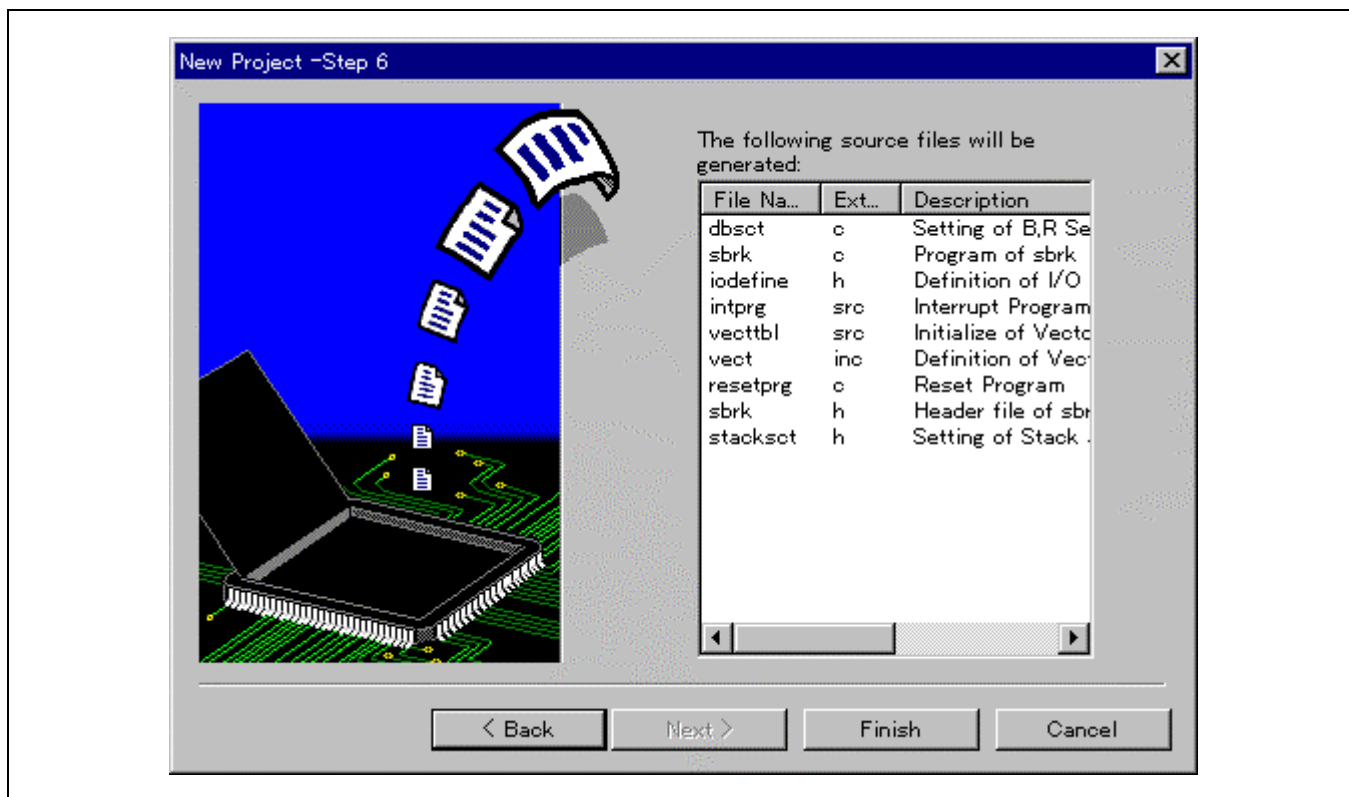 New Project -Step 6
The following source files will be
generated:
File Na... Ext... Description
dbsct c Setting of B,R Se
sbrk c Program of sbrk
iodefine h Definition of I/O
intprg src Interrupt Program
vecttbl src Initialize of Vecto
vect inc Definition of Vec
resetprg c Reset Program
sbrk h Header file of sbr
stacksct h Setting of Stack
< Back Next > Finish Cancel